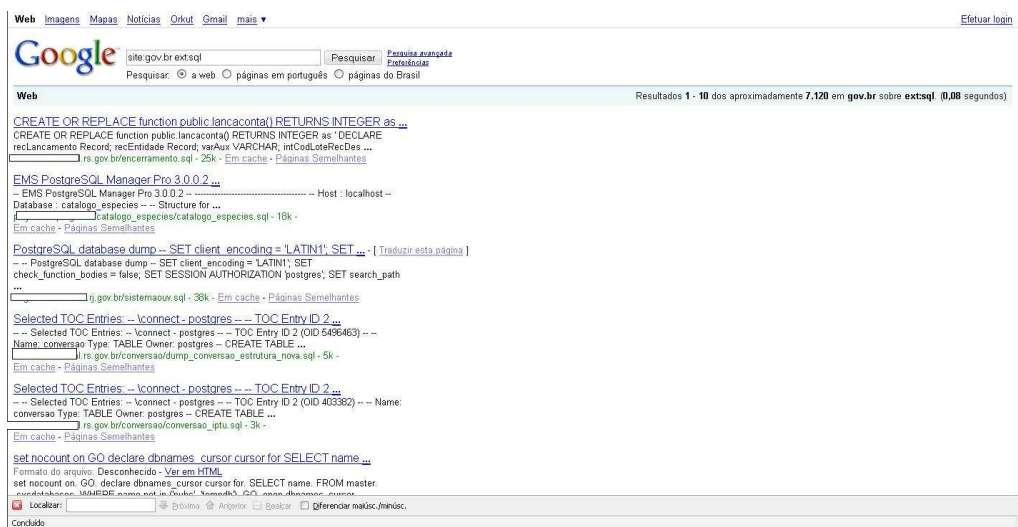 Web Imagens Mapas Notícias Orkut Gmail mais ▼
Efetuar login
Google
site:gov.br ext:sql
Pesquisar
Pesquisa avançada
Preferências
Pesquisar: a web páginas em português páginas do Brasil
Web
Resultados 1 - 10 dos aproximadamente 7.120 em gov.br sobre ext:sql. (0,08 segundos)
CREATE OR REPLACE function public.lancaconta() RETURNS INTEGER as ...
CREATE OR REPLACE function public.lancaconta() RETURNS INTEGER as ' DECLARE
recLancamento Record; recEntidade Record; varAux VARCHAR; intCodLoteRecDes ...
.rs.gov.br/encerramento.sql - 25k - Em cache - Páginas Semelhantes
EMS PostgreSQL Manager Pro 3.0.0.2 ...
-- EMS PostgreSQL Manager Pro 3.0.0.2 -- --------------------------------------- -- Host : localhost --
Database : catalogo_especies -- -- Structure for ...
catalogo_especies/catalogo_especies.sql - 18k -
Em cache - Páginas Semelhantes
PostgreSQL database dump -- SET client_encoding = 'LATIN1'; SET ... - [ Traduzir esta página ]
-- -- PostgreSQL database dump -- SET client_encoding = 'LATIN1'; SET
check_function_bodies = false; SET SESSION AUTHORIZATION 'postgres'; SET search_path
...
rj.gov.br/sistemaouv.sql - 38k - Em cache - Páginas Semelhantes
Selected TOC Entries: -- \connect - postgres -- -- TOC Entry ID 2 ...
-- -- Selected TOC Entries: -- \connect - postgres -- -- TOC Entry ID 2 (OID 5496463) -- --
Name: conversao Type: TABLE Owner: postgres -- CREATE TABLE ...
.rs.gov.br/conversao/dump_conversao_estrutura_nova.sql - 5k -
Em cache - Páginas Semelhantes
Selected TOC Entries: -- \connect - postgres -- -- TOC Entry ID 2 ...
-- -- Selected TOC Entries: -- \connect - postgres -- -- TOC Entry ID 2 (OID 403382) -- -- Name:
conversao Type: TABLE Owner: postgres -- CREATE TABLE ...
.rs.gov.br/conversao/conversao_iptu.sql - 3k -
Em cache - Páginas Semelhantes
set nocount on GO declare dbnames_cursor cursor for SELECT name ...
Formato do arquivo: Desconhecido - Ver em HTML
set nocount on. GO. declare dbnames_cursor cursor for. SELECT name. FROM master.
.sysdatabases. WHERE name not in ('pubs', 'tempdb'). GO. open dbnames_cursor.
Localizar: Próxima Anterior Realçar Diferenciar maiúsc./minúsc.
Concluído